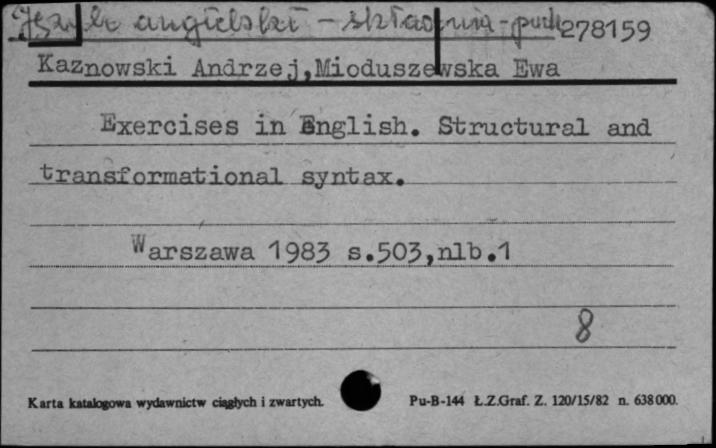 Język angielski - składnia - podr. 278159
Kaznowski Andrzej,Mioduszewska Ewa
Exercises in English. Structural and
transformational syntax.
Warszawa 1983 s.503,nlb.1
8
Karta katalogowa wydawnictw ciągłych i zwartych. Pu-B-144 Ł.Z.Graf. Z. 120/15/82 n. 638000.